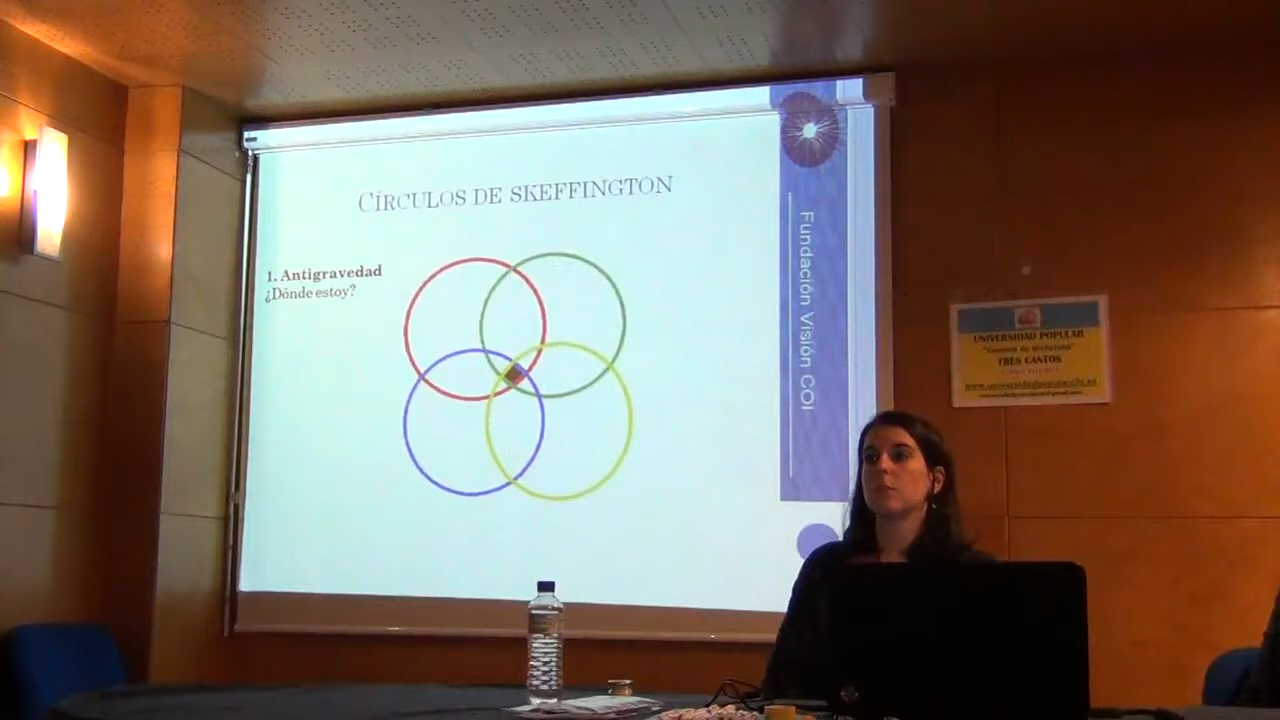 CÍRCULOS DE SKEFFINGTON
1. Antigravedad
¿Dónde estoy?
Fundación Visión COI
UNIVERSIDAD POPULAR
TRES CANTOS